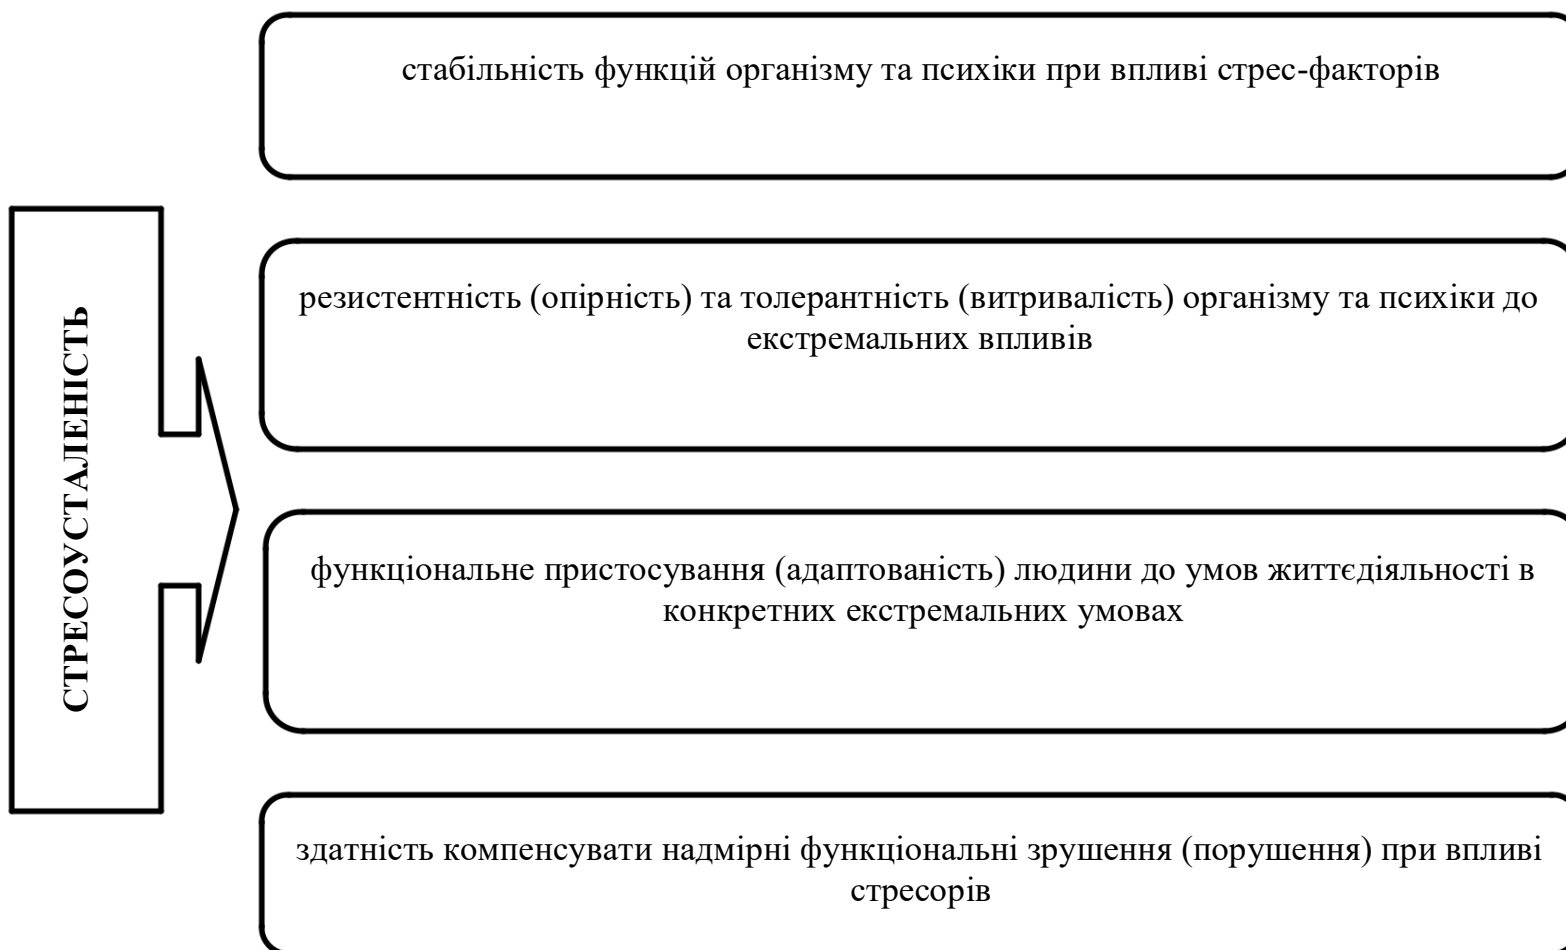 стабільність функцій організму та психіки при впливі стрес-факторів
СТРЕСОУСТАЛЕНІСТЬ
резистентність (опірність) та толерантність (витривалість) організму та психіки до
екстремальних впливів
функціональне пристосування (адаптованість) людини до умов життєдіяльності в
конкретних екстремальних умовах
здатність компенсувати надмірні функціональні зрушення (порушення) при впливі
стресорів